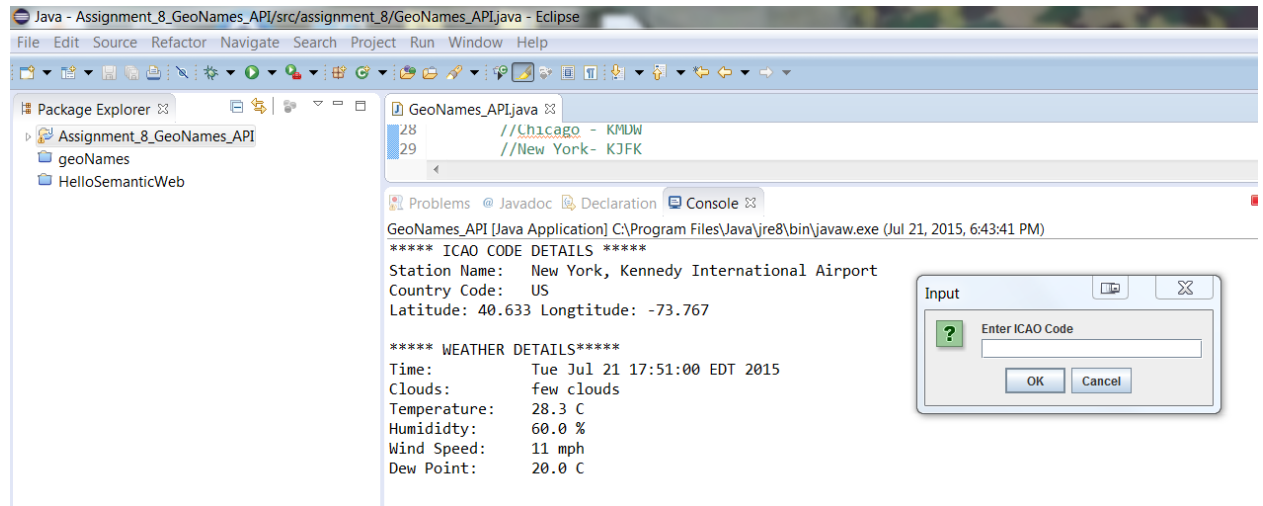 Java - Assignment_8_GeoNames_API/src/assignment_8/GeoNames_API.java - Eclipse
File Edit Source Refactor Navigate Search Project Run Window Help
Package Explorer
Assignment_8_GeoNames_API
geoNames
HelloSemanticWeb
GeoNames_API.java
28 //Chicago - KMDW
29 //New York- KJFK
Problems @ Javadoc Declaration Console
GeoNames_API [Java Application] C:\Program Files\Java\jre8\bin\javaw.exe (Jul 21, 2015, 6:43:41 PM)
***** ICAO CODE DETAILS *****
Station Name: New York, Kennedy International Airport
Country Code: US
Latitude: 40.633 Longtitude: -73.767
***** WEATHER DETAILS*****
Time: Tue Jul 21 17:51:00 EDT 2015
Clouds: few clouds
Temperature: 28.3 C
Humididty: 60.0 %
Wind Speed: 11 mph
Dew Point: 20.0 C
Input
Enter ICAO Code
OK Cancel